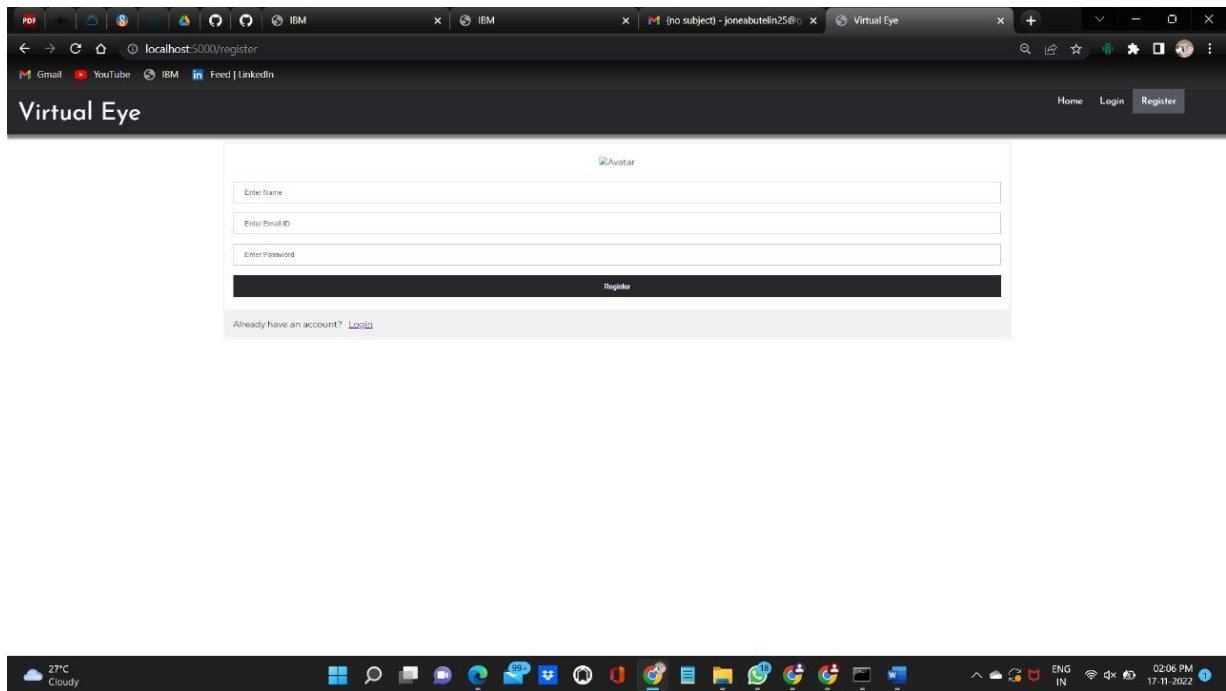 PDF IBM IBM (no subject) - joneabutelin25@g Virtual Eye
localhost:5000/register
Gmail YouTube IBM Feed | LinkedIn
Virtual Eye Home Login Register
Avatar
Enter Name
Enter Email ID
Enter Password
Register
Already have an account? Login
27°C
Cloudy
99+
18
ENG
IN
02:06 PM
17-11-2022
1